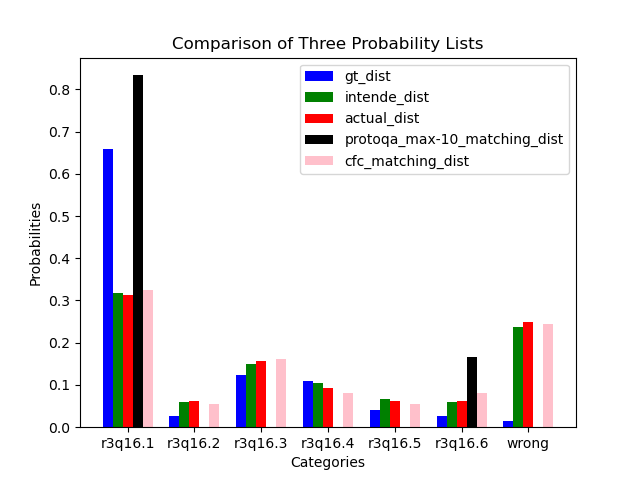 Comparison of Three Probability Lists
gt_dist
intende_dist
actual_dist
protoqa_max-10_matching_dist
cfc_matching_dist
Probabilities
0.8
0.7
0.6
0.5
0.4
0.3
0.2
0.1
0.0
r3q16.1 r3q16.2 r3q16.3 r3q16.4 r3q16.5 r3q16.6 wrong
Categories